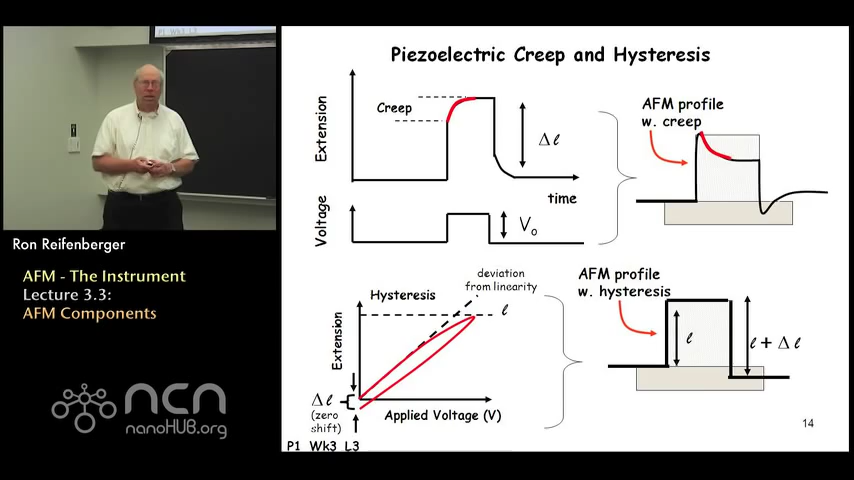 Piezoelectric Creep and Hysteresis
Extension
Creep
Δl
time
Voltage
V₀
AFM profile
w. creep
Hysteresis
deviation
from linearity
l
Extension
Δl
(zero
shift)
Applied Voltage (V)
AFM profile
w. hysteresis
l
l + Δl
14
P1 Wk3 L3
Ron Reifenberger
AFM - The Instrument
Lecture 3.3:
AFM Components
ncn
nanoHUB.org